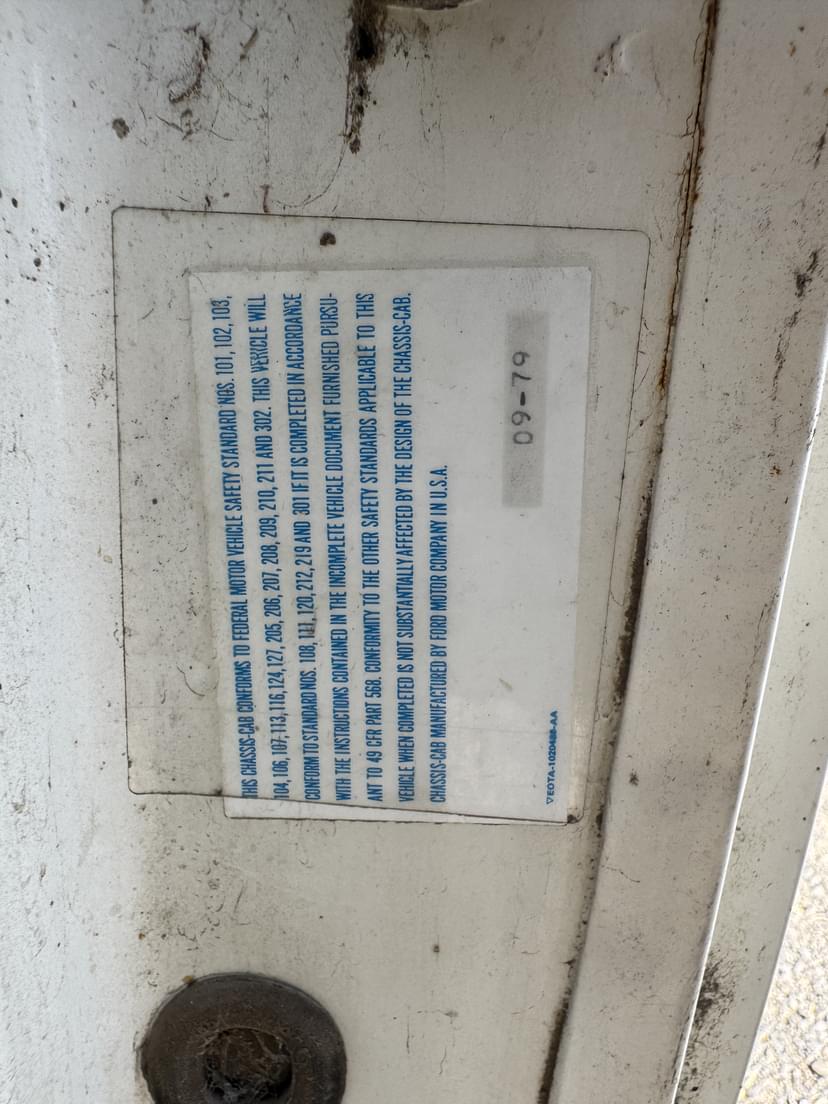 THIS CHASSIS-CAB CONFORMS TO FEDERAL MOTOR VEHICLE SAFETY STANDARD NOS. 101, 102, 103,
104, 106, 107, 113, 116, 124, 127, 205, 206, 207, 208, 209, 210, 211 AND 302. THIS VEHICLE WILL
CONFORM TO STANDARD NOS. 108, 111, 120, 212, 219 AND 301 IF IT IS COMPLETED IN ACCORDANCE
WITH THE INSTRUCTIONS CONTAINED IN THE INCOMPLETE VEHICLE DOCUMENT FURNISHED PURSU-
ANT TO 49 CFR PART 568. CONFORMITY TO THE OTHER SAFETY STANDARDS APPLICABLE TO THIS
VEHICLE WHEN COMPLETED IS NOT SUBSTANTIALLY AFFECTED BY THE DESIGN OF THE CHASSIS-CAB.
CHASSIS-CAB MANUFACTURED BY FORD MOTOR COMPANY IN U.S.A.
09-79
▽EOTA-1020486-AA